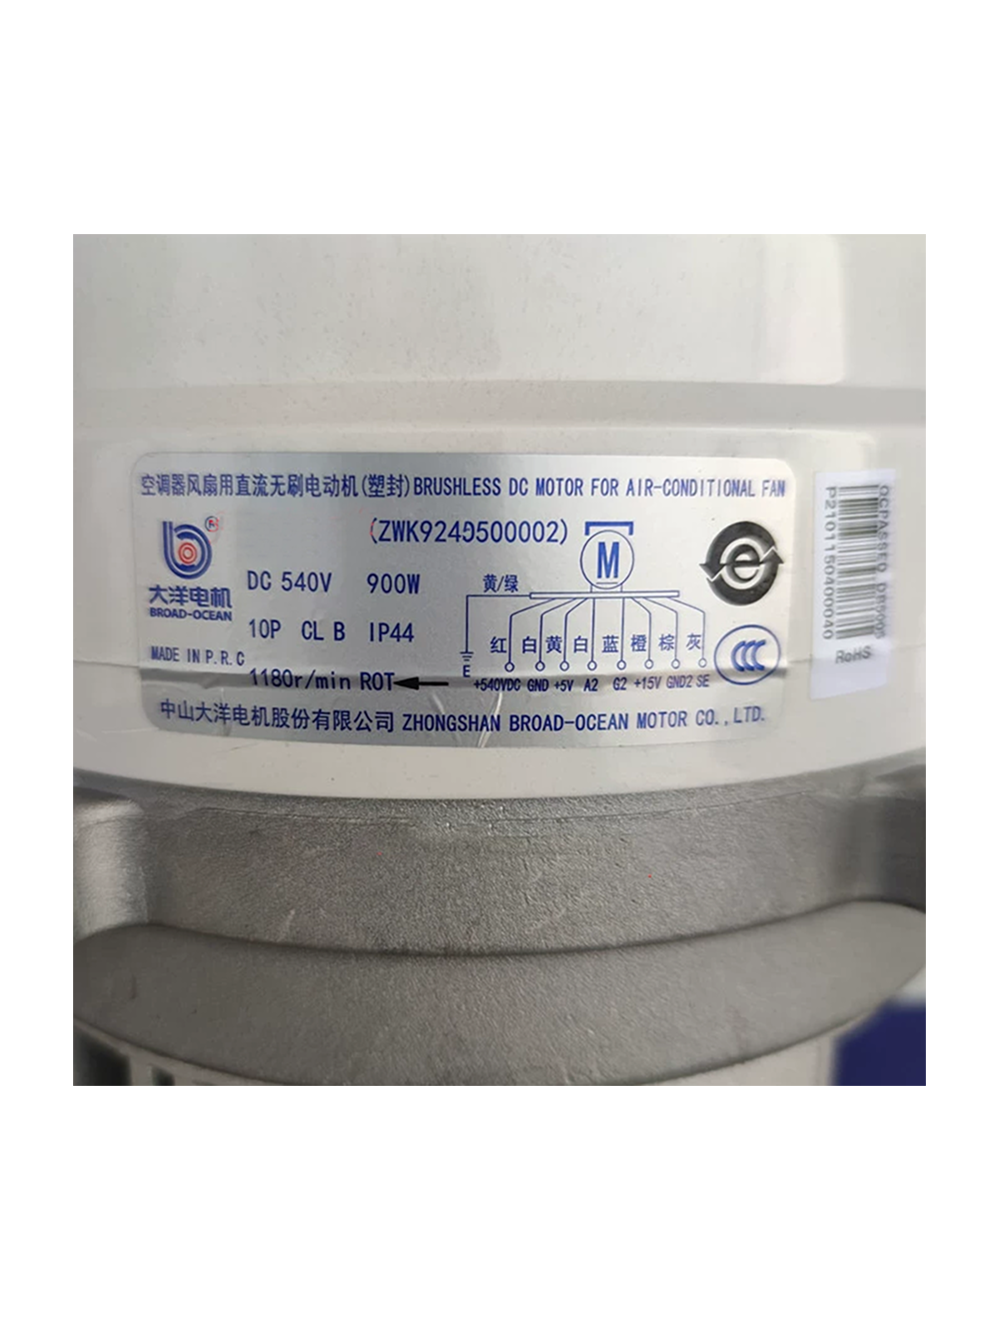 空调器风扇用直流无刷电动机(塑封)BRUSHLESS DC MOTOR FOR AIR-CONDITIONAL FAN
(ZWK924D500002)
R
大洋电机
BROAD-OCEAN
MADE IN P.R.C
DC 540V 900W
10P CL B IP44
1180r/min ROT
M
黄/绿
红 白 黄 白 蓝 橙 棕 灰
E
+540VDC GND +5V A2 G2 +15V GND2 SE
e
CCC
中山大洋电机股份有限公司 ZHONGSHAN BROAD-OCEAN MOTOR CO.,LTD.
P210115040000040
RoHS